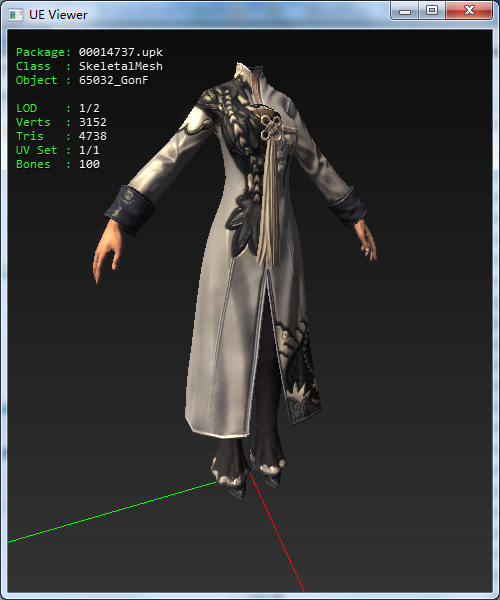 UE Viewer
Package: 00014737.upk
Class : SkeletalMesh
Object : 65032_GonF
LOD : 1/2
Verts : 3152
Tris : 4738
UV Set : 1/1
Bones : 100